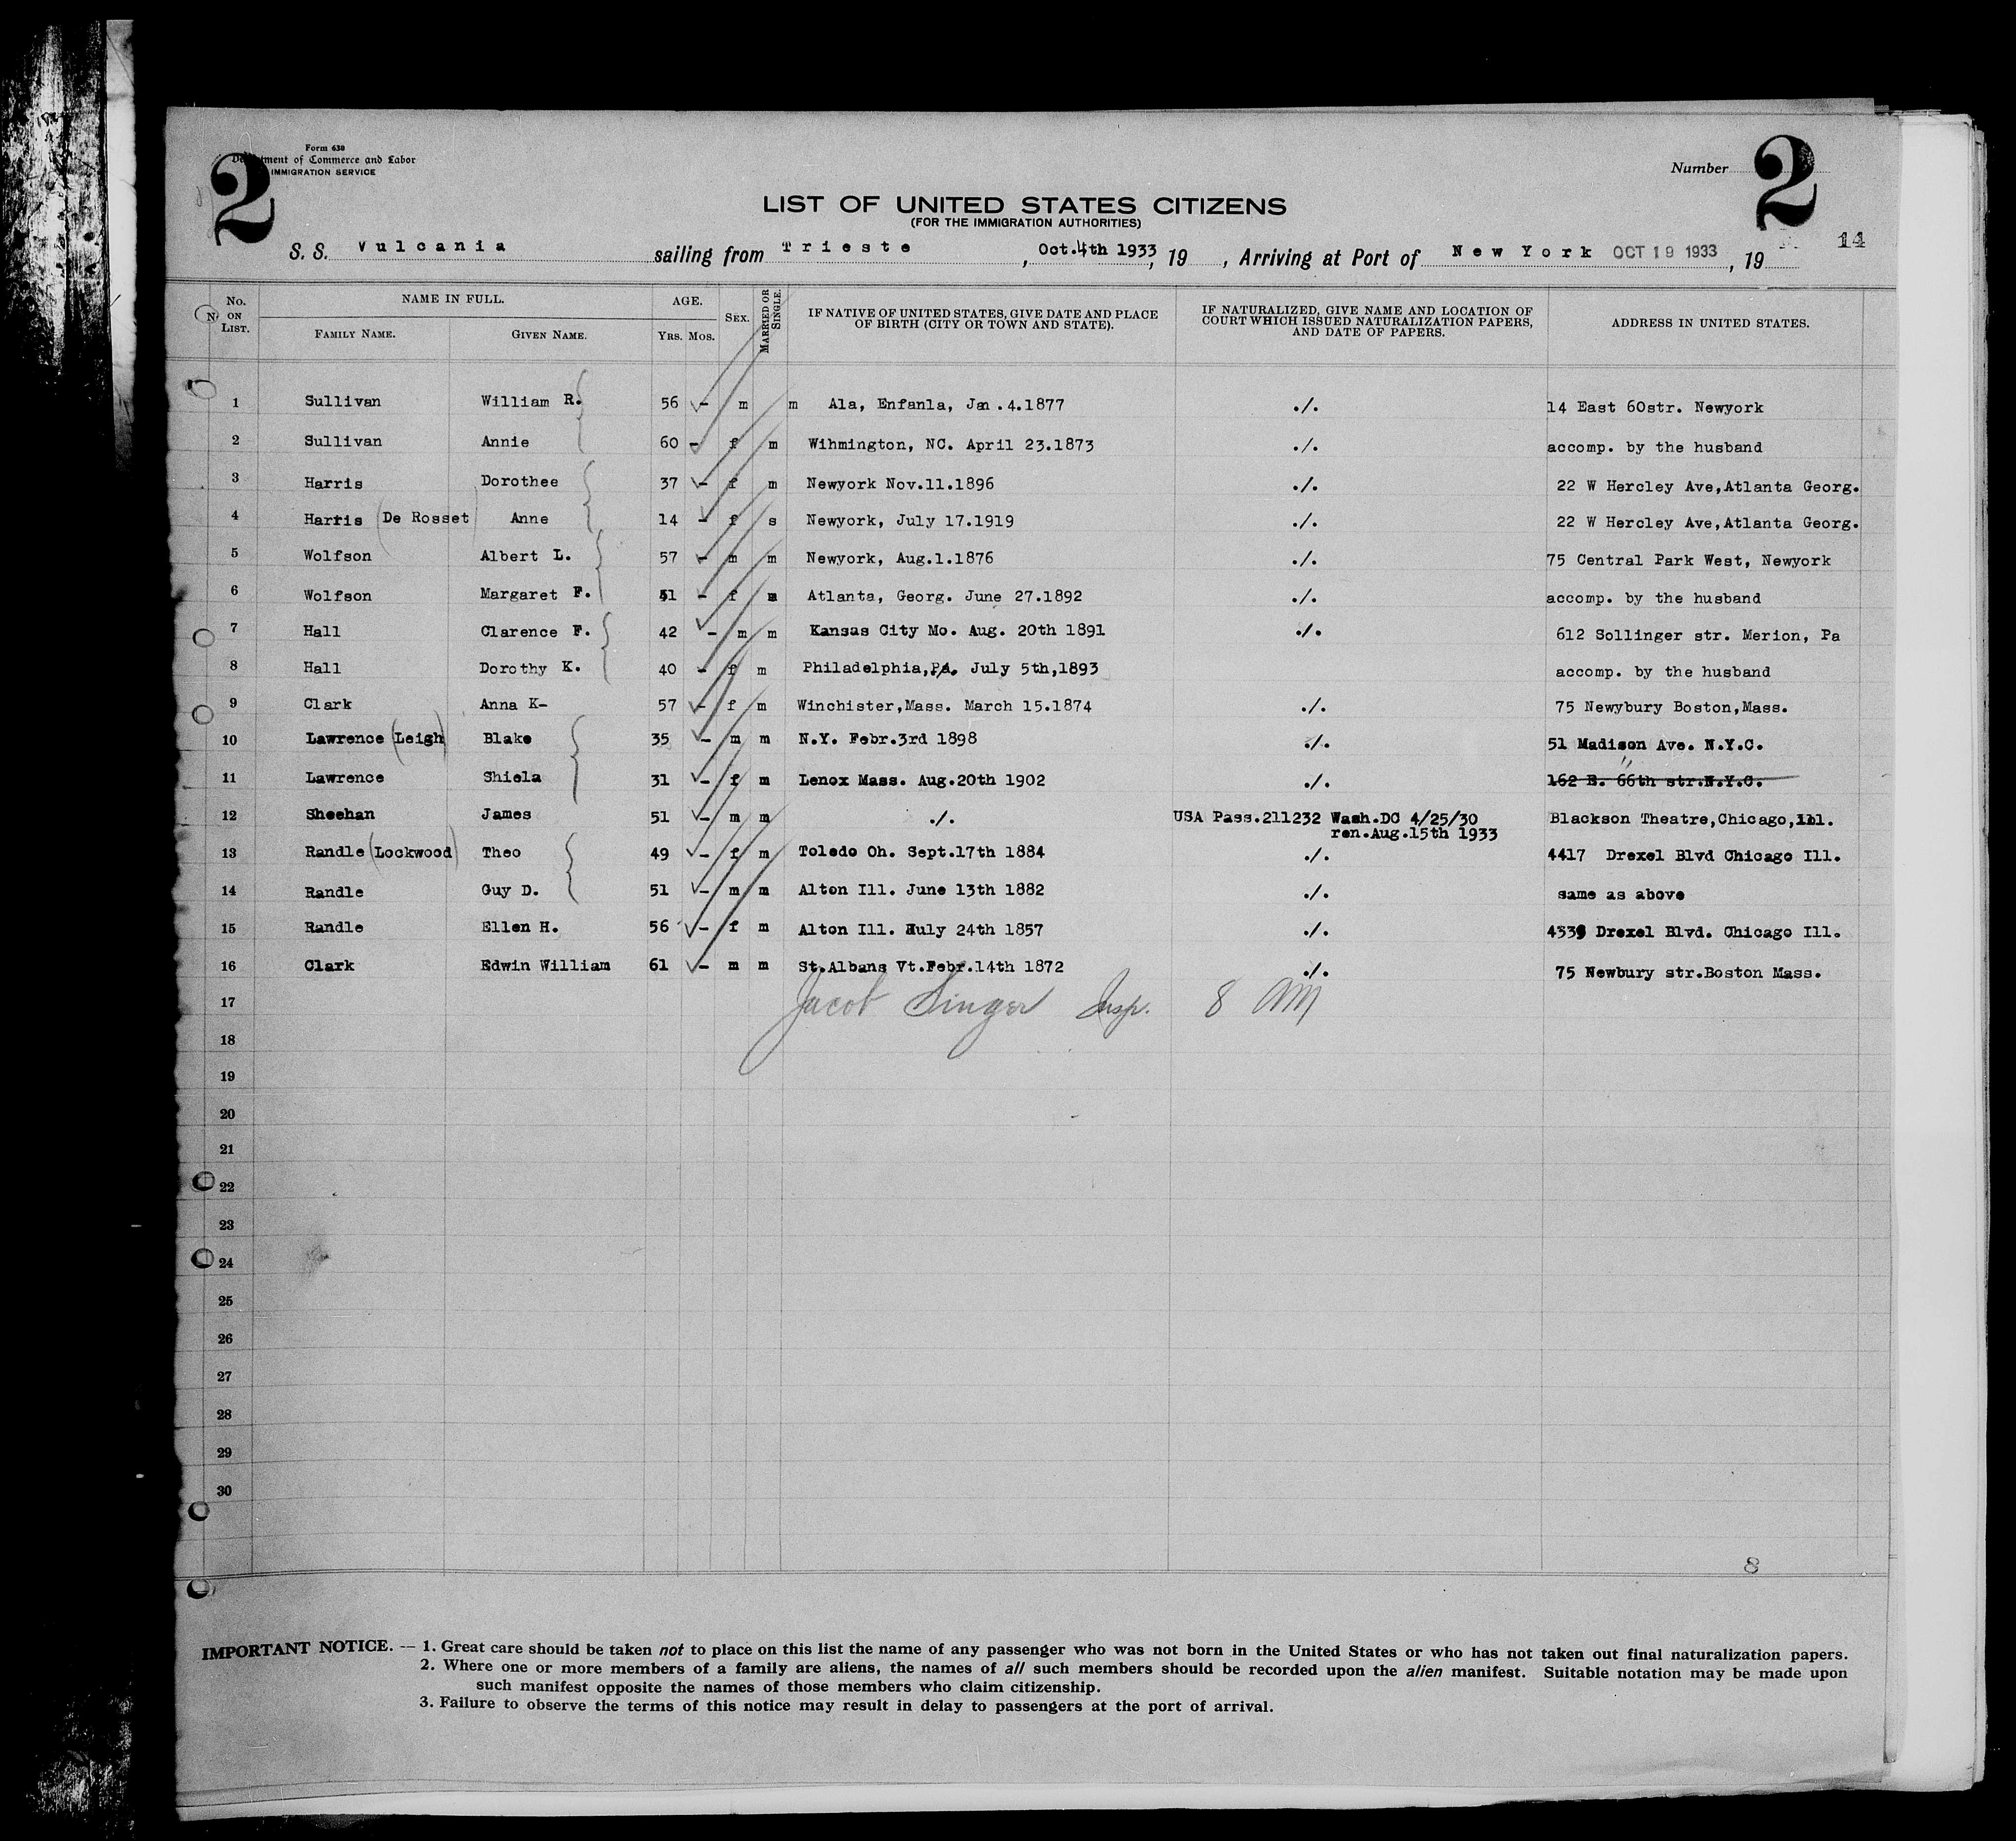 Form 630
Department of Commerce and Labor
IMMIGRATION SERVICE
2
Number 2
LIST OF UNITED STATES CITIZENS
(FOR THE IMMIGRATION AUTHORITIES)
S. S. Vulcania sailing from Trieste, Oct.4th 1933, 19 , Arriving at Port of New York OCT 19 1933, 19 14
No. ON LIST. NAME IN FULL. FAMILY NAME. GIVEN NAME. AGE. YRS. MOS. SEX. MARRIED OR SINGLE. IF NATIVE OF UNITED STATES, GIVE DATE AND PLACE OF BIRTH (CITY OR TOWN AND STATE). IF NATURALIZED, GIVE NAME AND LOCATION OF COURT WHICH ISSUED NATURALIZATION PAPERS, AND DATE OF PAPERS. ADDRESS IN UNITED STATES.
1 Sullivan William R. 56 - m m Ala, Enfanla, Jan .4.1877 ./. 14 East 60str. Newyork
2 Sullivan Annie 60 - f m Wihmington, NC. April 23.1873 ./. accomp. by the husband
3 Harris Dorothee 37 - f m Newyork Nov.11.1896 ./. 22 W Hercley Ave,Atlanta Georg.
4 Harris (De Rosset) Anne 14 - f s Newyork, July 17.1919 ./. 22 W Hercley Ave,Atlanta Georg.
5 Wolfson Albert L. 57 - m m Newyork, Aug.1.1876 ./. 75 Central Park West, Newyork
6 Wolfson Margaret F. 41 - f m Atlanta, Georg. June 27.1892 ./. accomp. by the husband
7 Hall Clarence F. 42 - m m Kansas City Mo. Aug. 20th 1891 ./. 612 Sollinger str. Merion, Pa
8 Hall Dorothy K. 40 - f m Philadelphia,Pa. July 5th,1893 accomp. by the husband
9 Clark Anna K- 57 - f m Winchister,Mass. March 15.1874 ./. 75 Newybury Boston,Mass.
10 Lawrence (Leigh) Blake 35 - m m N.Y. Febr.3rd 1898 ./. 51 Madison Ave. N.Y.C.
11 Lawrence Shiela 31 - f m Lenox Mass. Aug.20th 1902 ./. 162 E. 66th str.N.Y.C.
12 Sheehan James 51 - m m ./. USA Pass.211232 Wash.DC 4/25/30 Blackson Theatre,Chicago,ill.
ren.Aug.15th 1933
13 Randle (Lockwood) Theo 49 - f m Toledo Oh. Sept.17th 1884 ./. 4417 Drexel Blvd Chicago Ill.
14 Randle Guy D. 51 - m m Alton Ill. June 13th 1882 ./. same as above
15 Randle Ellen H. 56 - f m Alton Ill. July 24th 1857 ./. 4339 Drexel Blvd. Chicago Ill.
16 Clark Edwin William 61 - m m St.Albans Vt.Febr.14th 1872 ./. 75 Newbury str.Boston Mass.
17 Jacob Singer Insp. 8 AM
18
19
20
21
22
23
24
25
26
27
28
29
30
8
IMPORTANT NOTICE. — 1. Great care should be taken not to place on this list the name of any passenger who was not born in the United States or who has not taken out final naturalization papers.
2. Where one or more members of a family are aliens, the names of all such members should be recorded upon the alien manifest. Suitable notation may be made upon
such manifest opposite the names of those members who claim citizenship.
3. Failure to observe the terms of this notice may result in delay to passengers at the port of arrival.